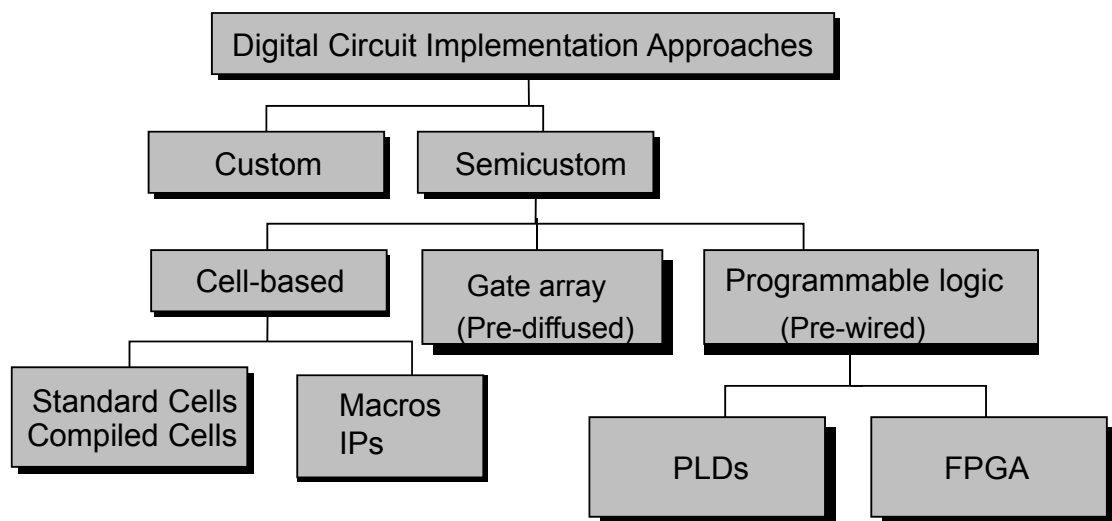 Digital Circuit Implementation Approaches
Custom
Semicustom
Cell-based
Gate array
(Pre-diffused)
Programmable logic
(Pre-wired)
Standard Cells
Compiled Cells
Macros
IPs
PLDs
FPGA